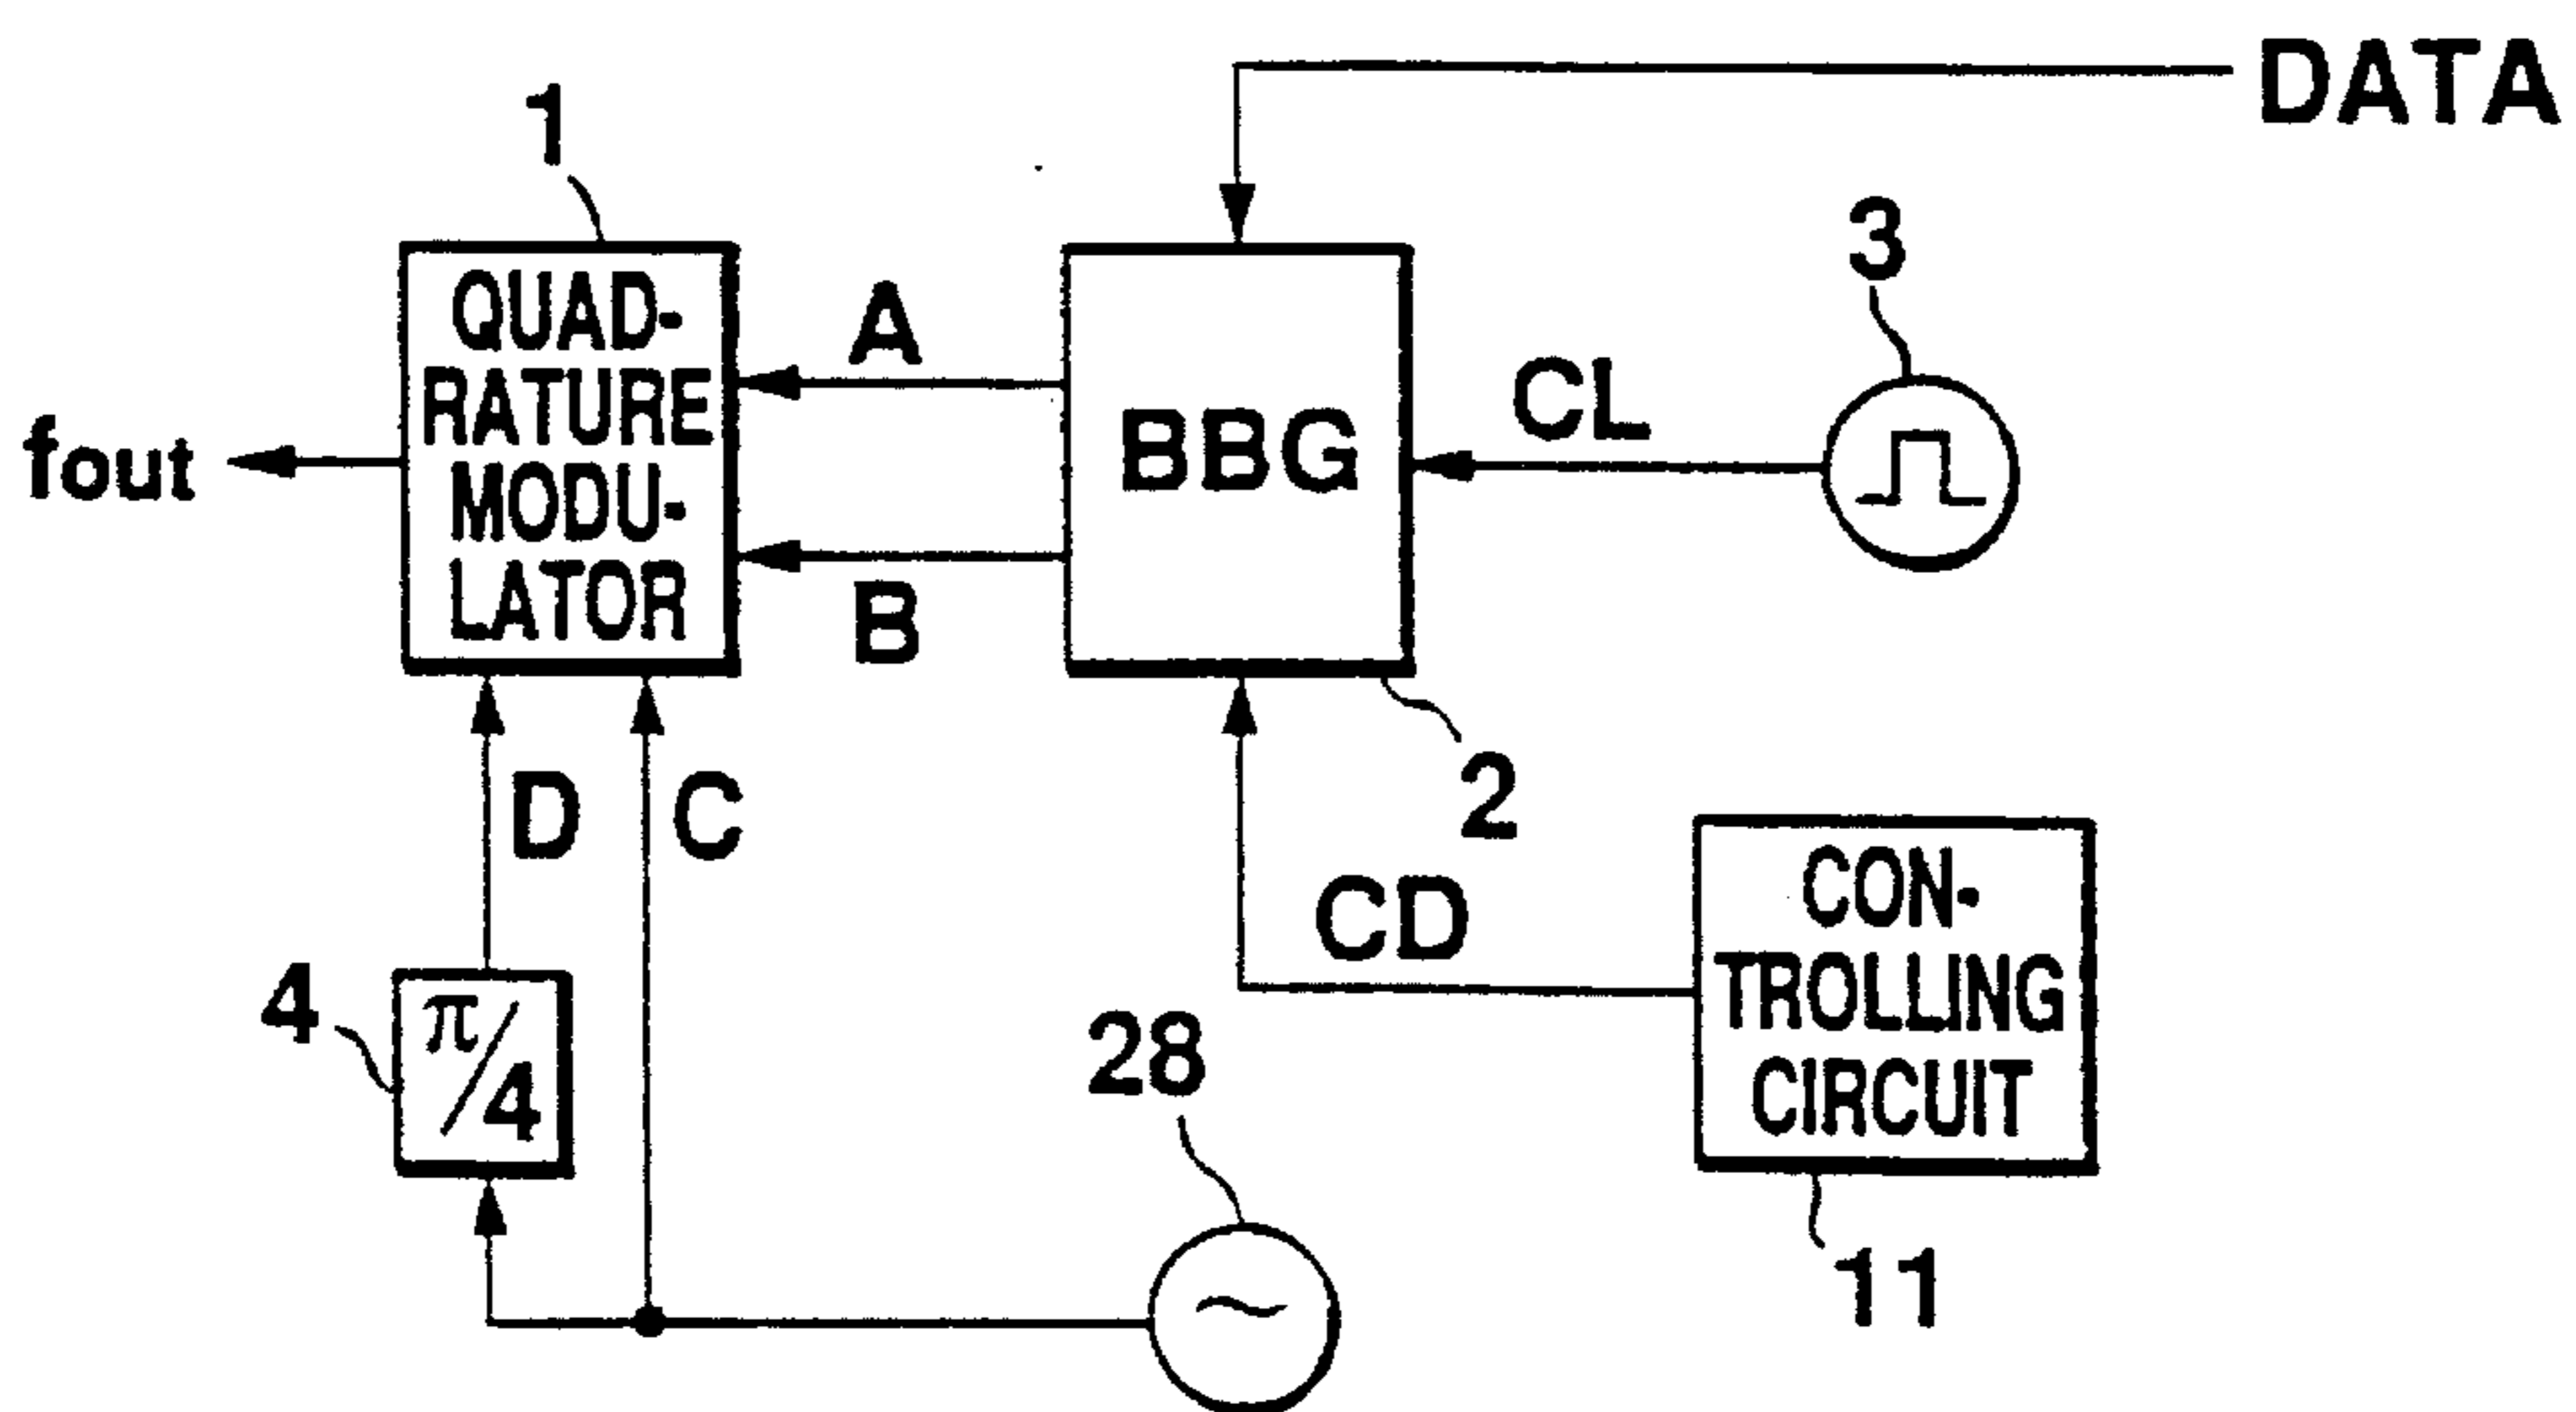 DATA
1
3
QUAD-
RATURE
MODU-
LATOR
A
B
fout
BBG
CL
2
D
C
CD
CON-
TROLLING
CIRCUIT
4
π/4
28
11